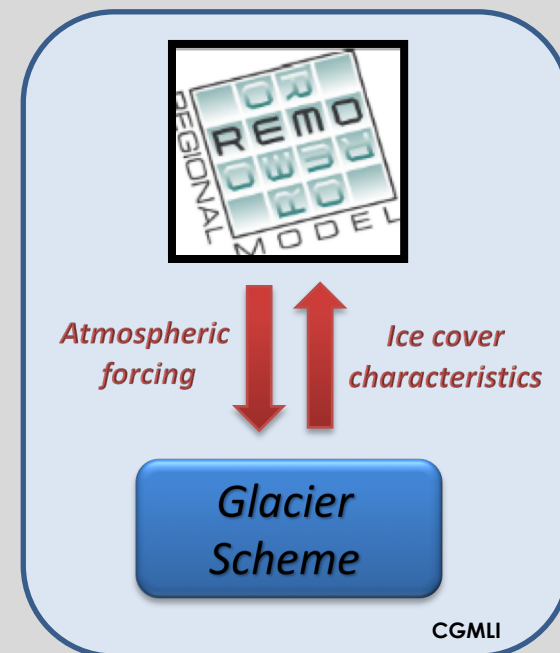 REGIONAL
REMO
MODEL
Atmospheric
forcing
Ice cover
characteristics
Glacier
Scheme
CGMLI